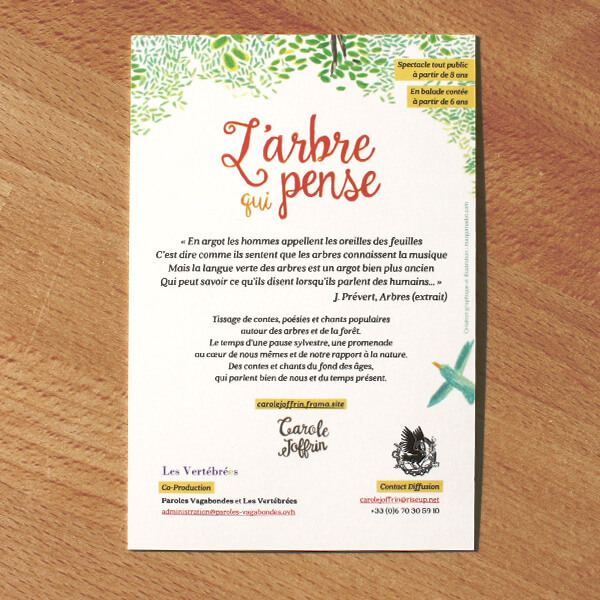 Spectacle tout public
à partir de 8 ans
En balade contée
à partir de 6 ans
L'arbre
qui pense
« En argot les hommes appellent les oreilles des feuilles
C'est dire comme ils sentent que les arbres connaissent la musique
Mais la langue verte des arbres est un argot bien plus ancien
Qui peut savoir ce qu'ils disent lorsqu'ils parlent des humains... »
J. Prévert, Arbres (extrait)
Tissage de contes, poésies et chants populaires
autour des arbres et de la forêt.
Le temps d'une pause sylvestre, une promenade
au cœur de nous mêmes et de notre rapport à la nature.
Des contes et chants du fond des âges,
qui parlent bien de nous et du temps présent.
carolejoffrin.frama.site
Carole
Joffrin
Les Vertébrées
Co-Production
Paroles Vagabondes et Les Vertébrées
administration@paroles-vagabondes.ovh
Contact Diffusion
carolejoffrin@riseup.net
+33 (0)6 70 30 59 10
Création graphique et illustration :